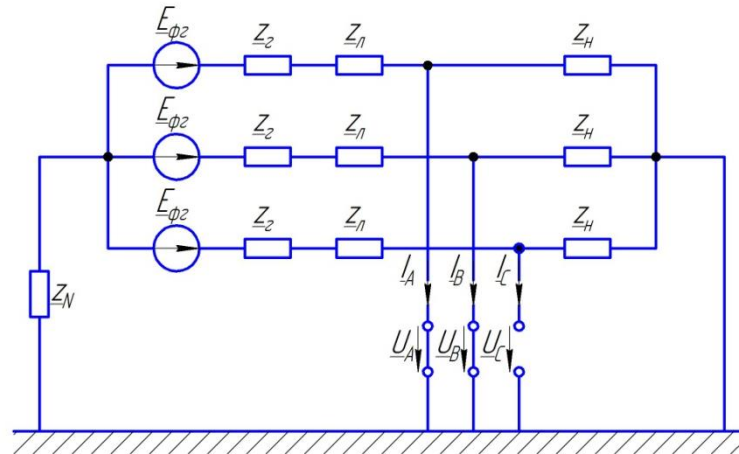 E_фг Z_г Z_л Z_н
E_фг Z_г Z_л Z_н
E_фг Z_г Z_л Z_н
I_A I_B I_C
Z_N
U_A U_B U_C